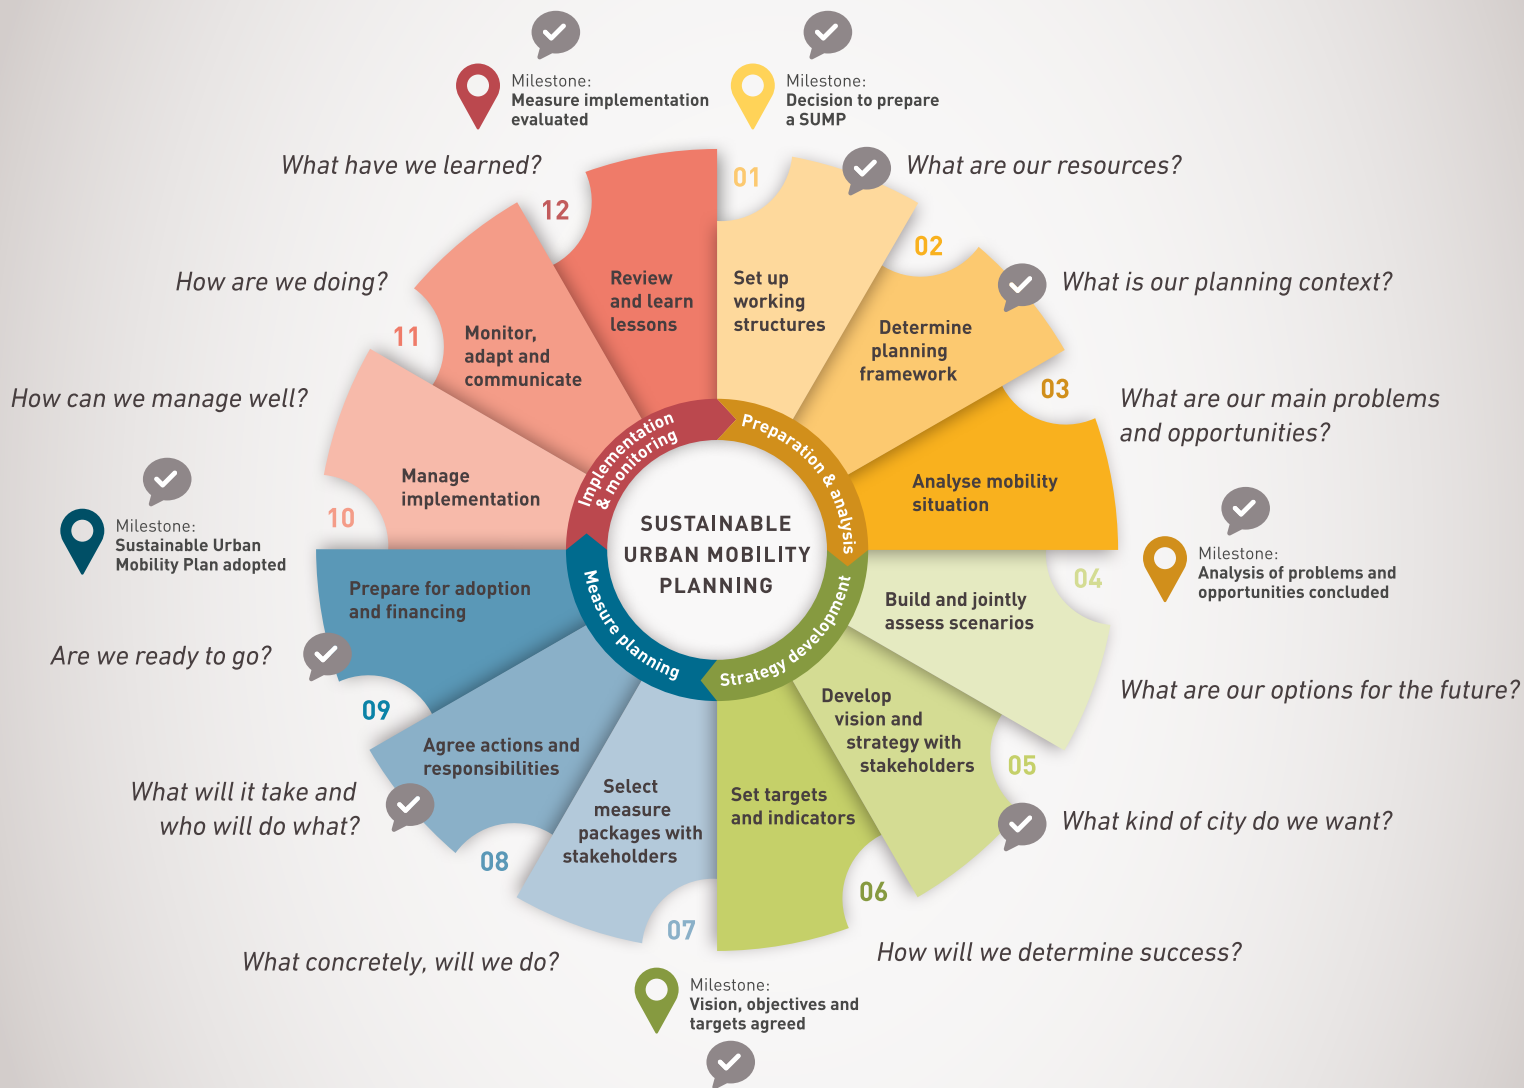 Milestone:
Measure implementation
evaluated
Milestone:
Decision to prepare
a SUMP
What have we learned?
What are our resources?
01
Set up
working
structures
02
Determine
planning
framework
What is our planning context?
03
Analyse mobility
situation
What are our main problems
and opportunities?
Milestone:
Analysis of problems and
opportunities concluded
04
Build and jointly
assess scenarios
What are our options for the future?
05
Develop
vision and
strategy with
stakeholders
What kind of city do we want?
06
Set targets
and indicators
How will we determine success?
Milestone:
Vision, objectives and
targets agreed
07
Select
measure
packages with
stakeholders
What concretely, will we do?
08
Agree actions and
responsibilities
What will it take and
who will do what?
09
Prepare for adoption
and financing
Are we ready to go?
Milestone:
Sustainable Urban
Mobility Plan adopted
10
Manage
implementation
How can we manage well?
11
Monitor,
adapt and
communicate
How are we doing?
12
Review
and learn
lessons
Preparation & analysis
Strategy development
Measure planning
Implementation
& monitoring
SUSTAINABLE
URBAN MOBILITY
PLANNING